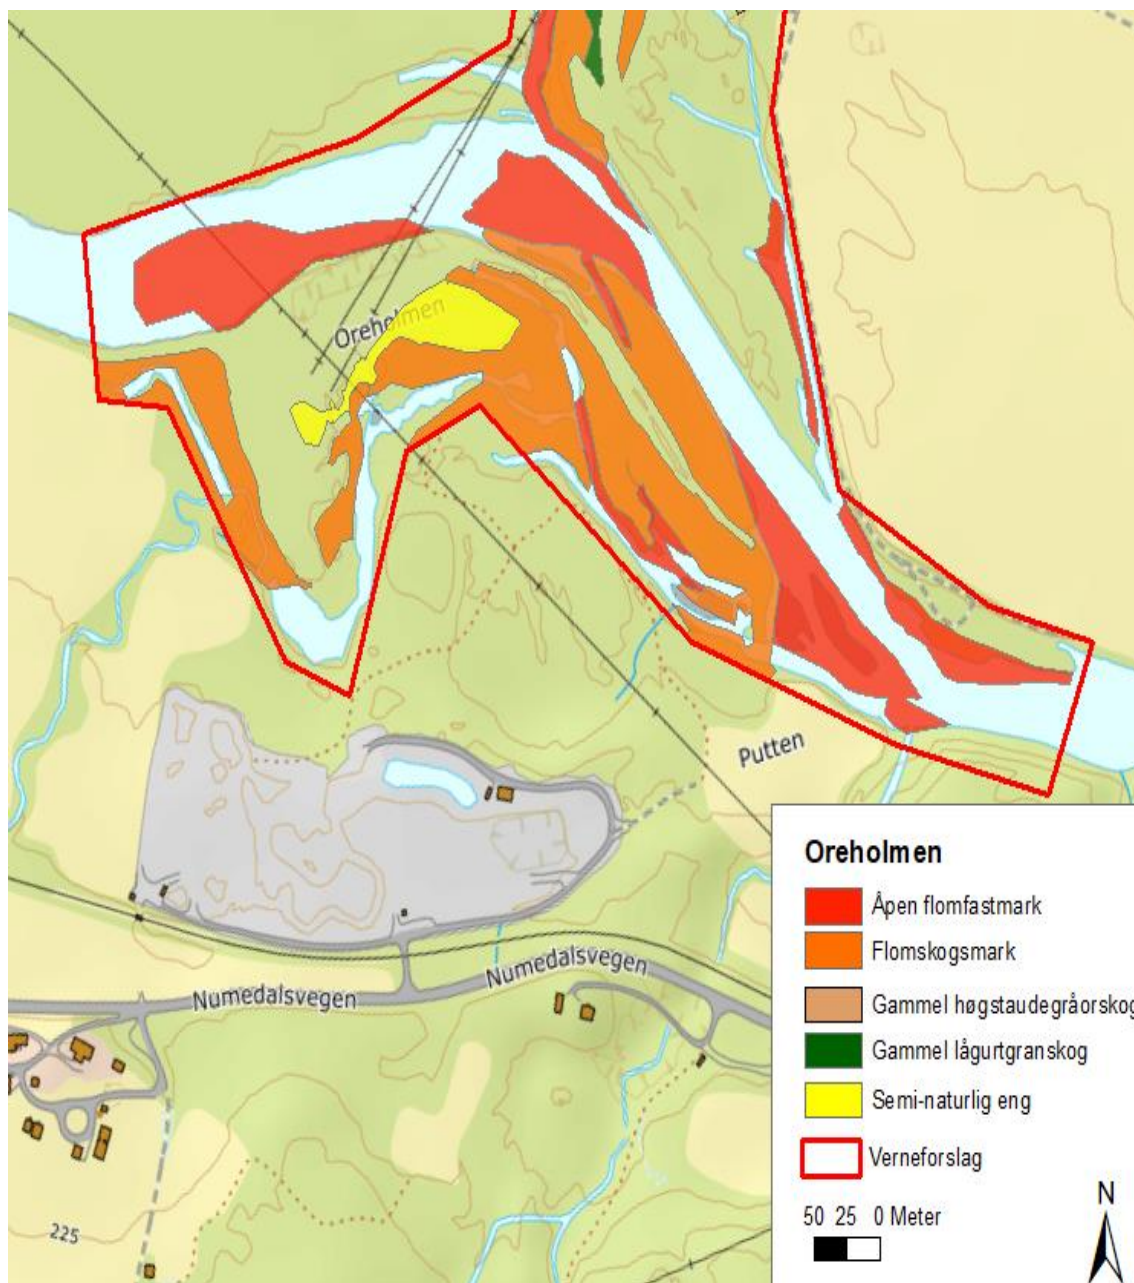 Oreholmen
Putten
Numedalsvegen
Numedalsvegen
225
Oreholmen
Åpen flomfastmark
Flomskogsmark
Gammel høgstaudegråorskog
Gammel lågurtgranskog
Semi-naturlig eng
Verneforslag
50 25 0 Meter
N